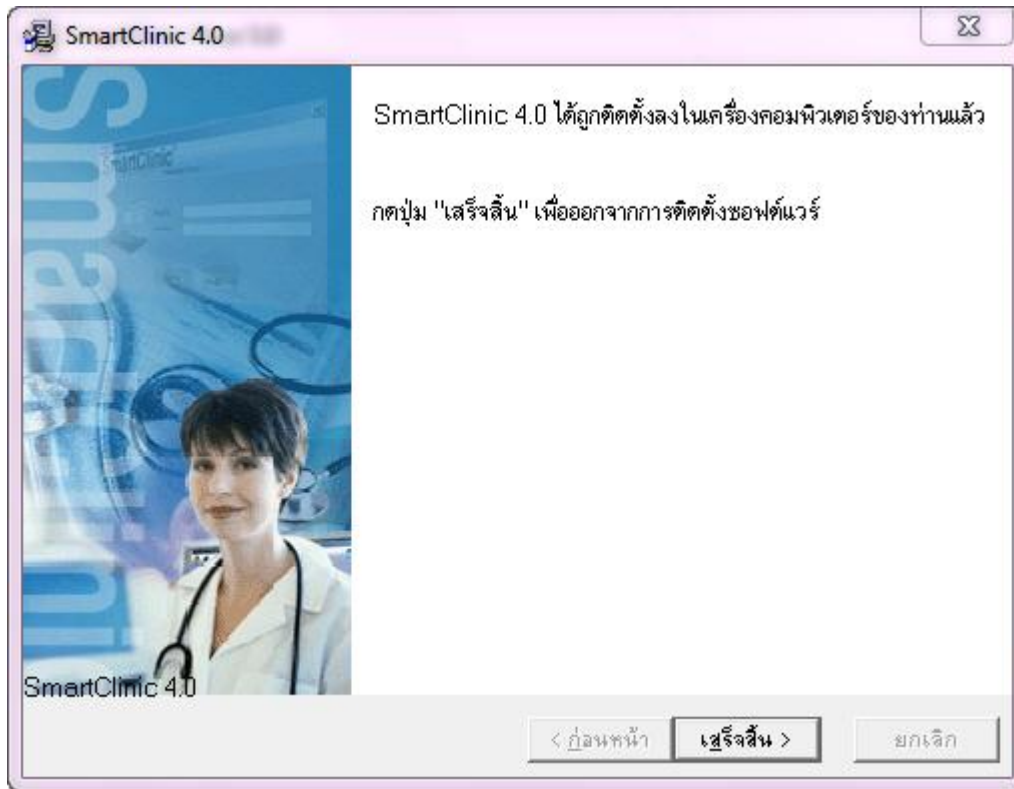 SmartClinic 4.0
SmartClinic 4.0 ได้ถูกติดตั้งลงในเครื่องคอมพิวเตอร์ของท่านแล้ว
กดปุ่ม "เสร็จสิ้น" เพื่อออกจากการติดตั้งซอฟต์แวร์
SmartClini
SmartClinic
SmartClinic 4.0
< ก่อนหน้า เสร็จสิ้น > ยกเลิก